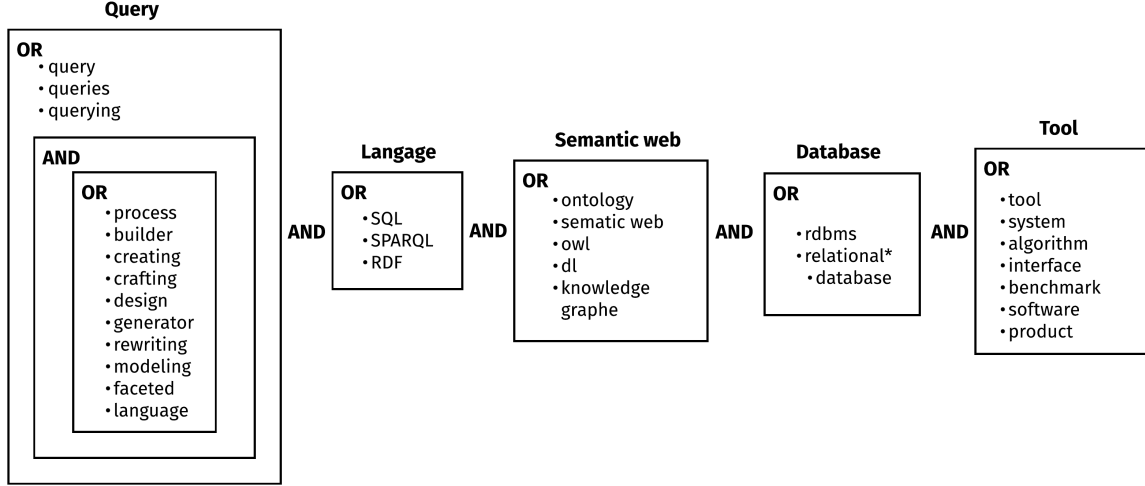 Query
OR
• query
• queries
• querying
AND
OR
• process
• builder
• creating
• crafting
• design
• generator
• rewriting
• modeling
• faceted
• language
AND
Langage
OR
• SQL
• SPARQL
• RDF
AND
Semantic web
OR
• ontology
• sematic web
• owl
• dl
• knowledge
graphe
AND
Database
OR
• rdbms
• relational*
• database
AND
Tool
OR
• tool
• system
• algorithm
• interface
• benchmark
• software
• product